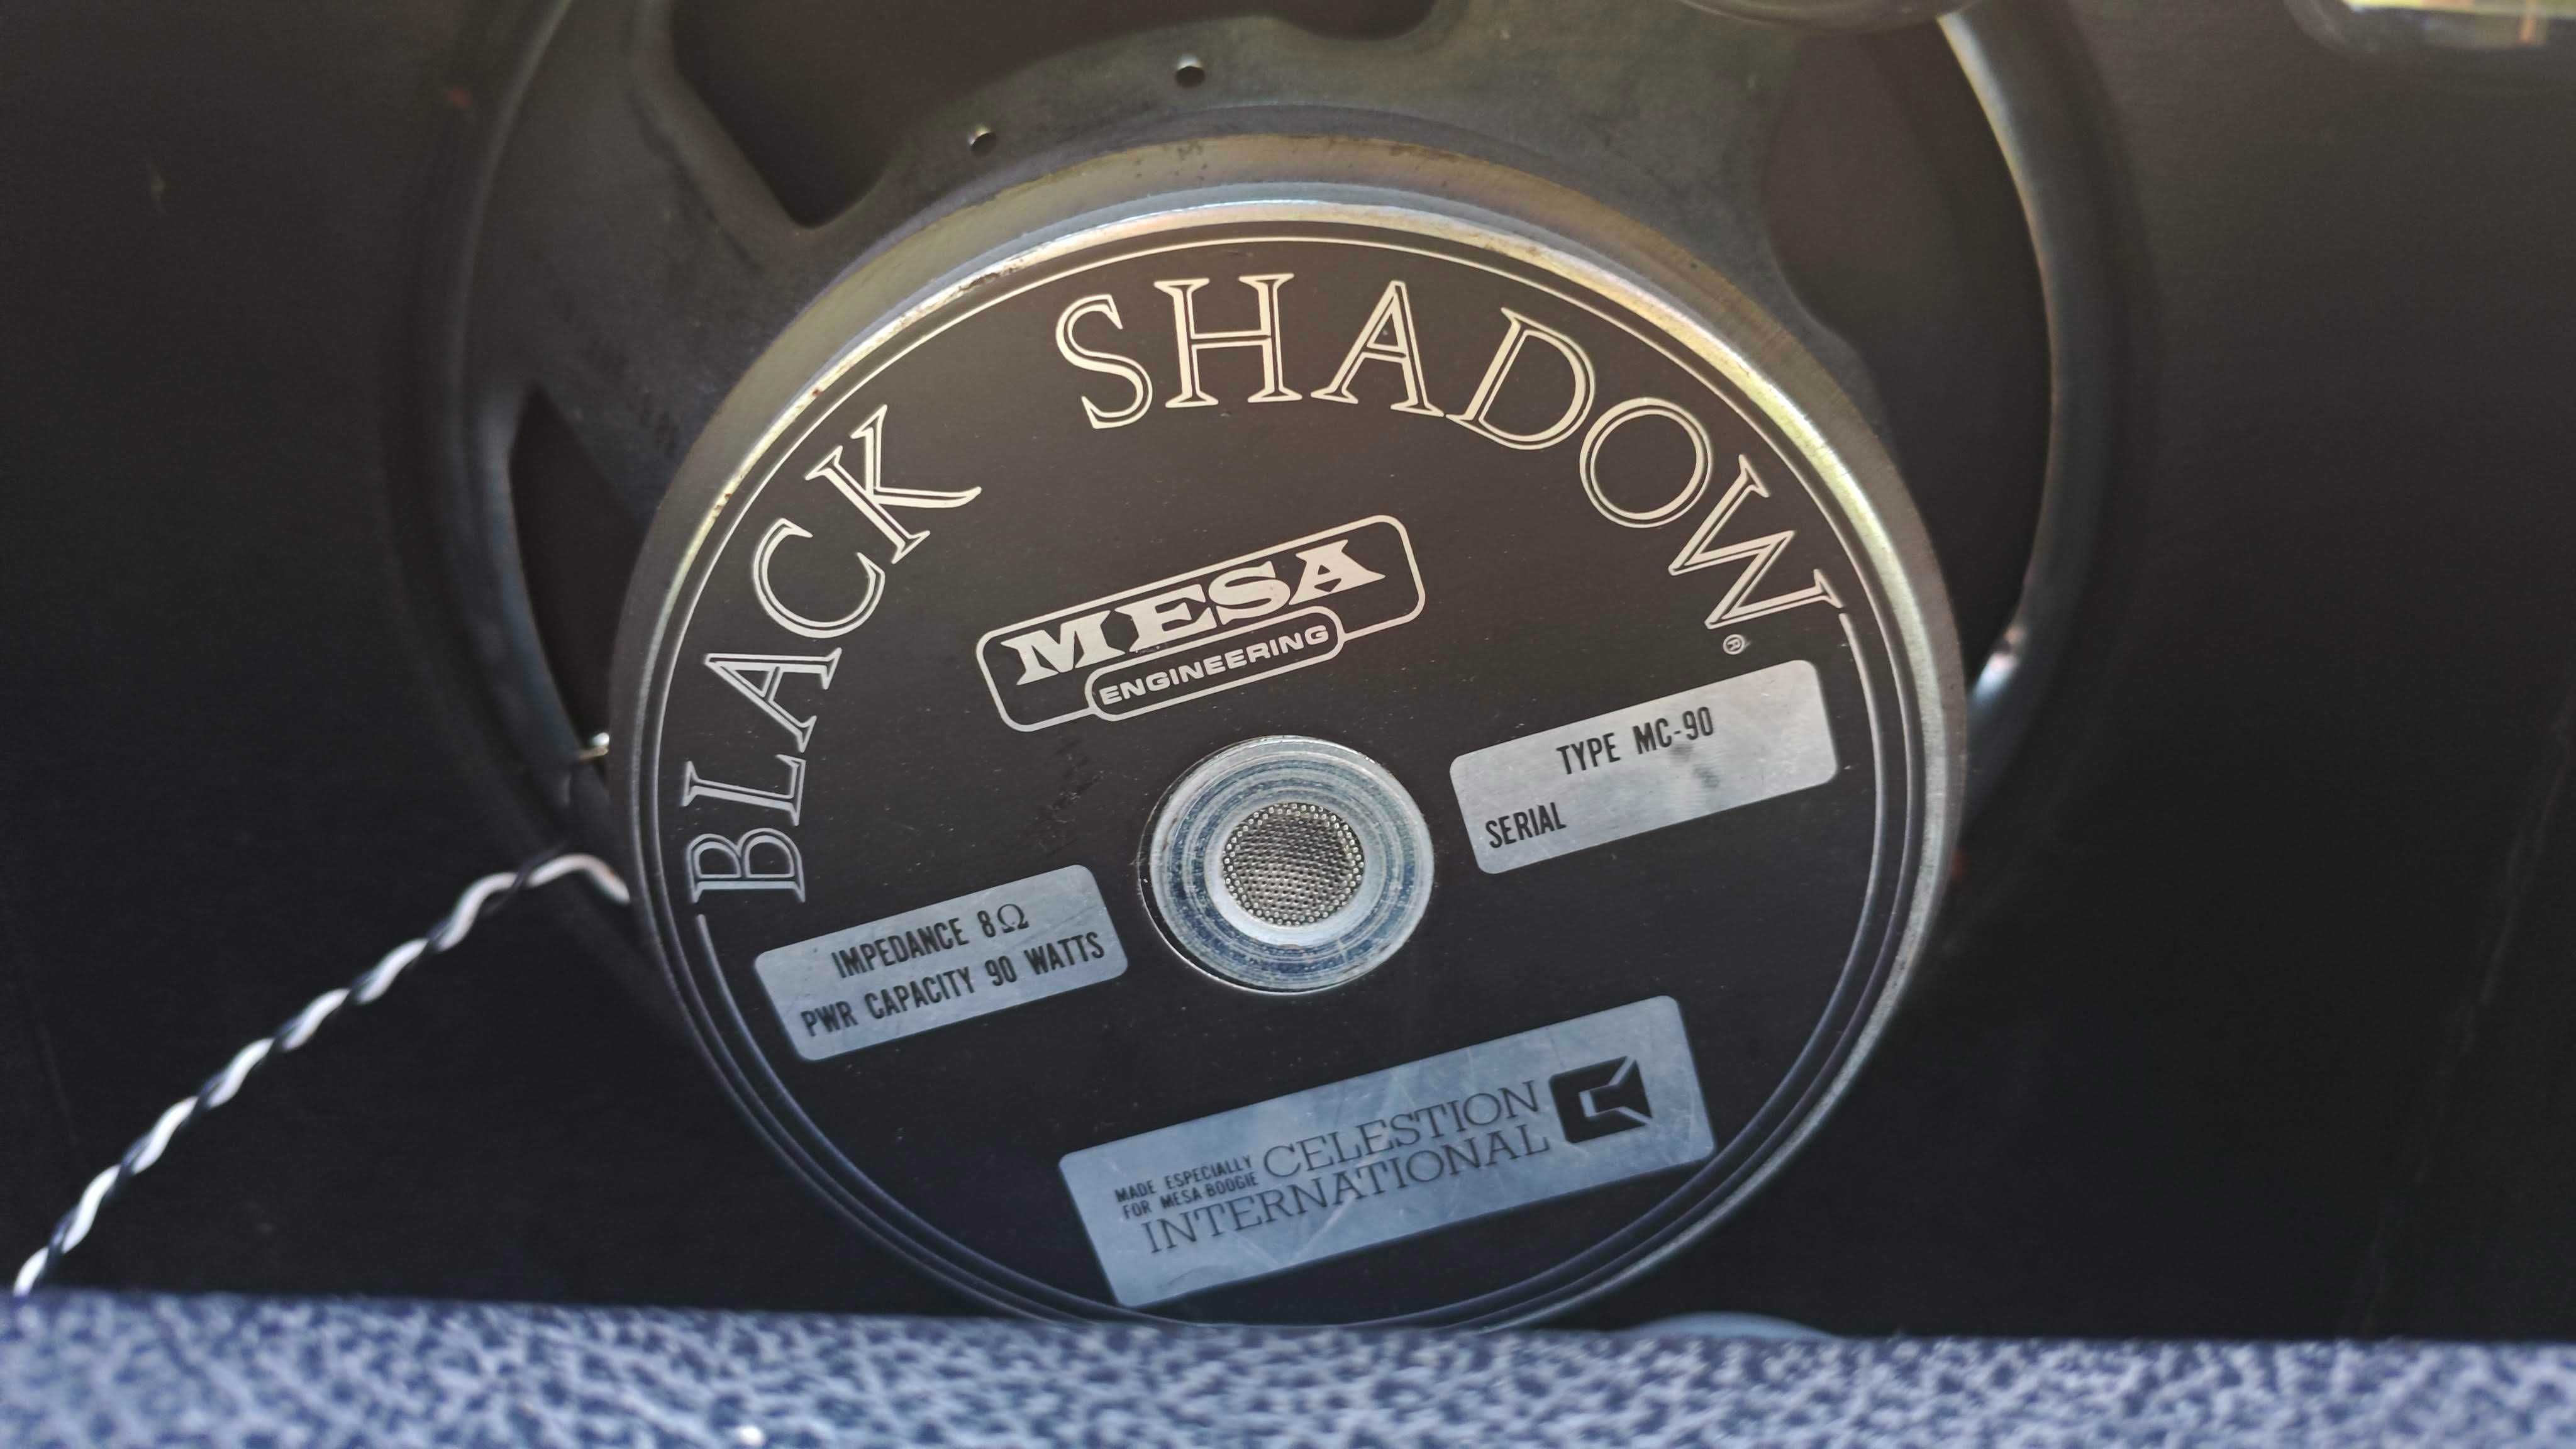 BLACK SHADOW®
MESA
ENGINEERING
TYPE MC-90
SERIAL
IMPEDANCE 8Ω
PWR CAPACITY 90 WATTS
MADE ESPECIALLY
FOR MESA-BOOGIE
CELESTION
INTERNATIONAL